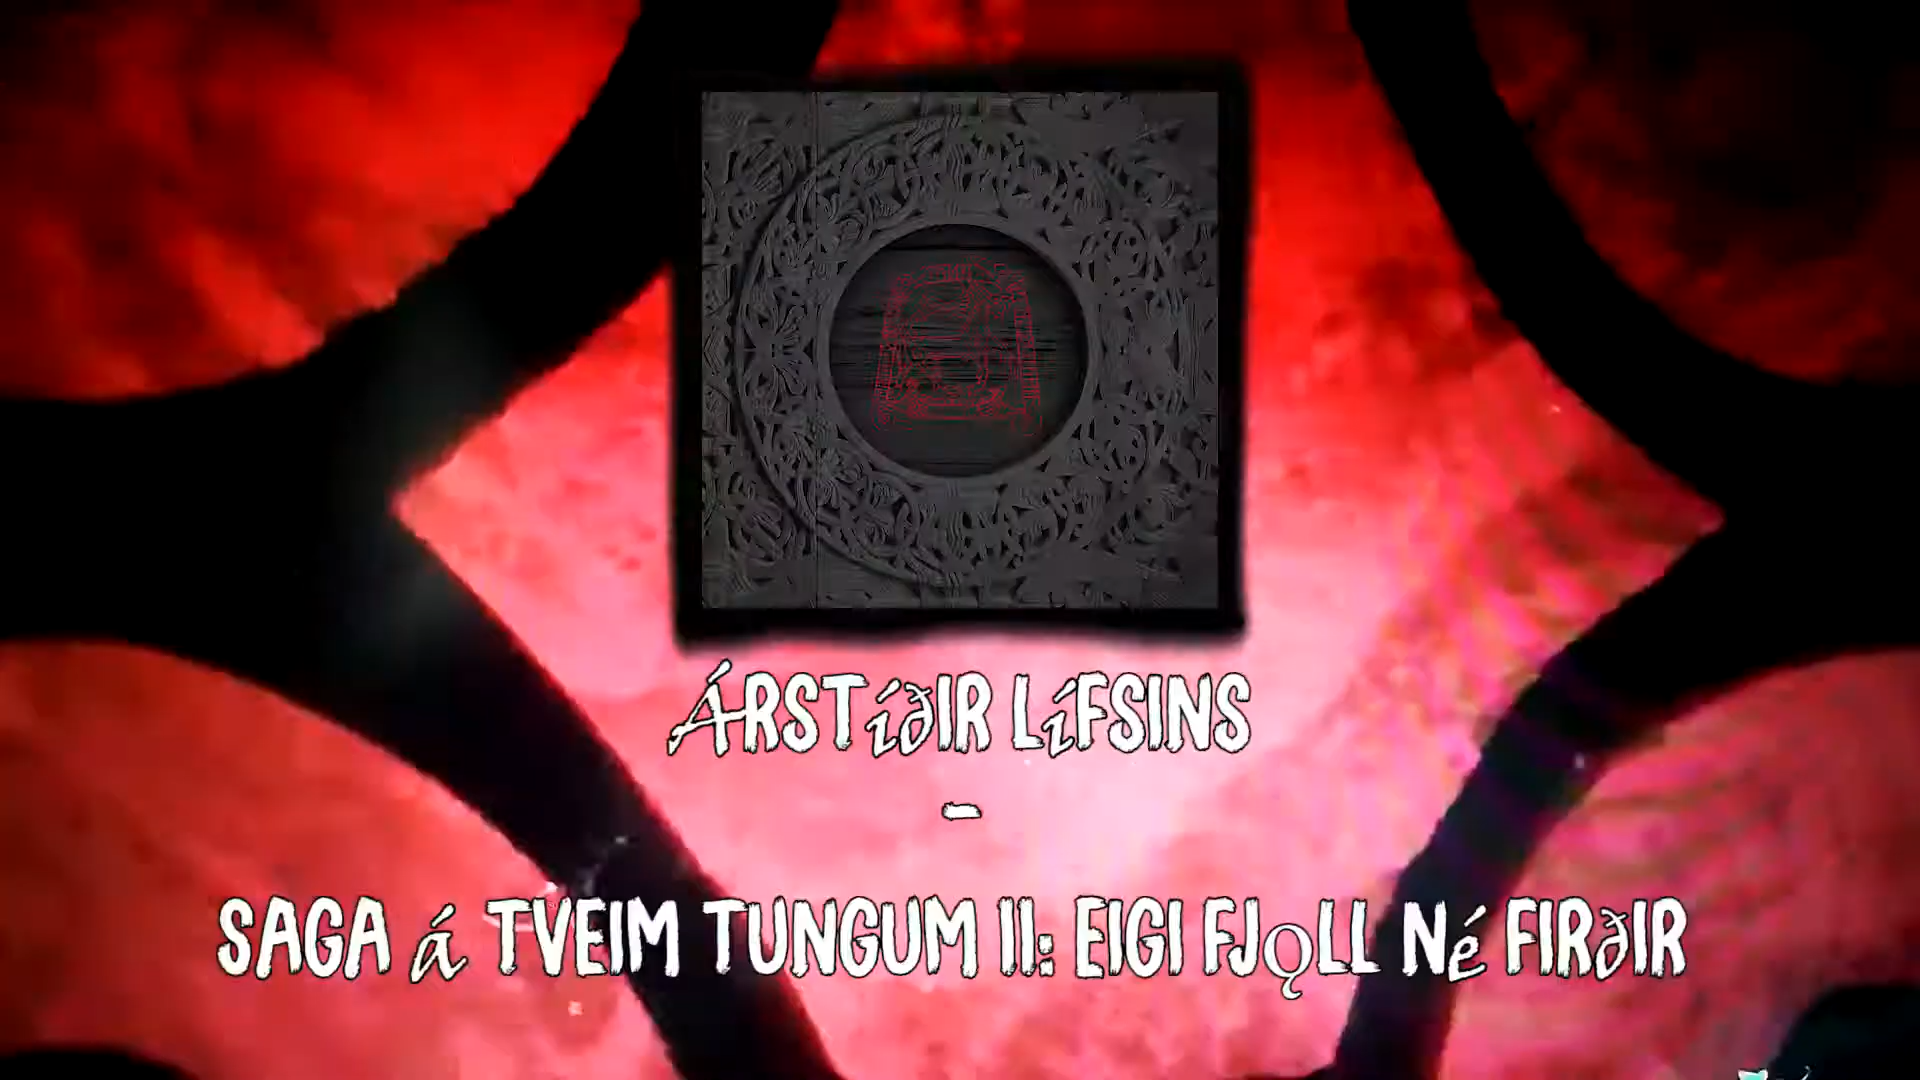 ÁRSTíðIR LíFSINS
-
SAGA á TVEIM TUNGUM II: EIGI FJǫLL Né FIRðIR